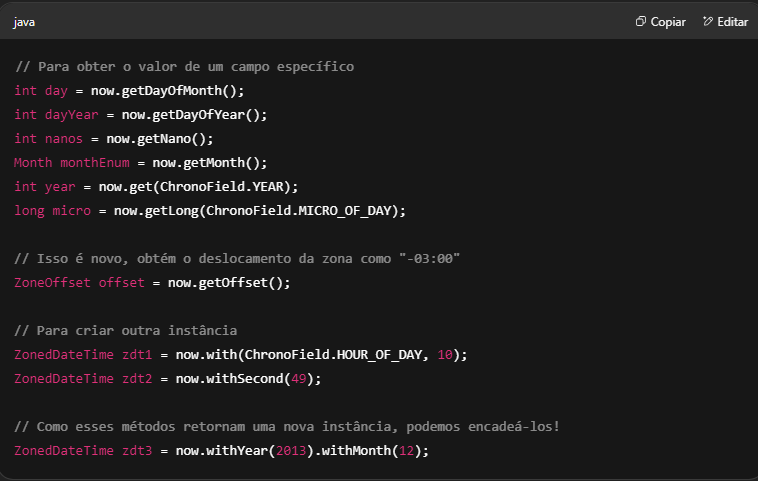 java
Copiar
Editar
// Para obter o valor de um campo específico
int day = now.getDayOfMonth();
int dayYear = now.getDayOfYear();
int nanos = now.getNano();
Month monthEnum = now.getMonth();
int year = now.get(ChronoField.YEAR);
long micro = now.getLong(ChronoField.MICRO_OF_DAY);
// Isso é novo, obtém o deslocamento da zona como "-03:00"
ZoneOffset offset = now.getOffset();
// Para criar outra instância
ZonedDateTime zdt1 = now.with(ChronoField.HOUR_OF_DAY, 10);
ZonedDateTime zdt2 = now.withSecond(49);
// Como esses métodos retornam uma nova instância, podemos encadeá-los!
ZonedDateTime zdt3 = now.withYear(2013).withMonth(12);